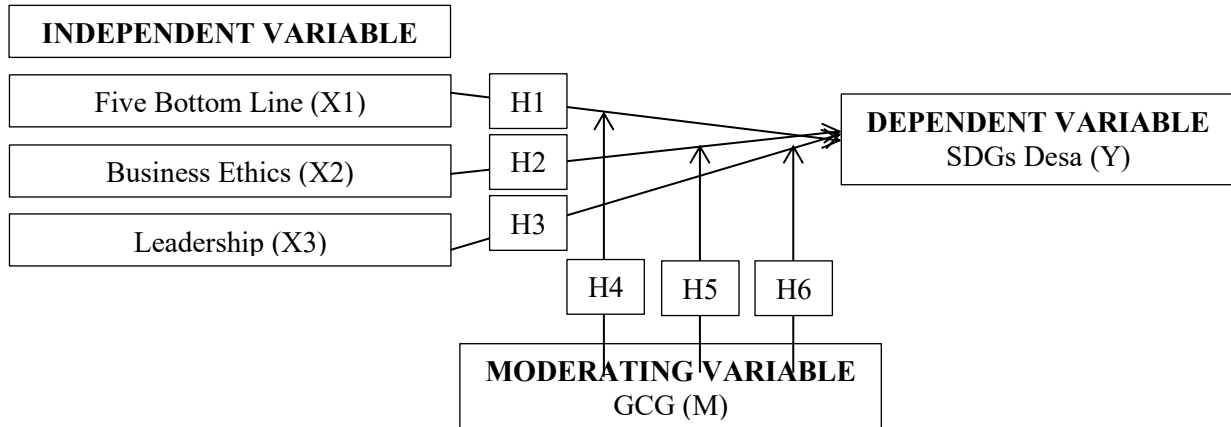 INDEPENDENT VARIABLE
Five Bottom Line (X1)
H1
Business Ethics (X2)
H2
Leadership (X3)
H3
DEPENDENT VARIABLE
SDGs Desa (Y)
H4
H5
H6
MODERATING VARIABLE
GCG (M)